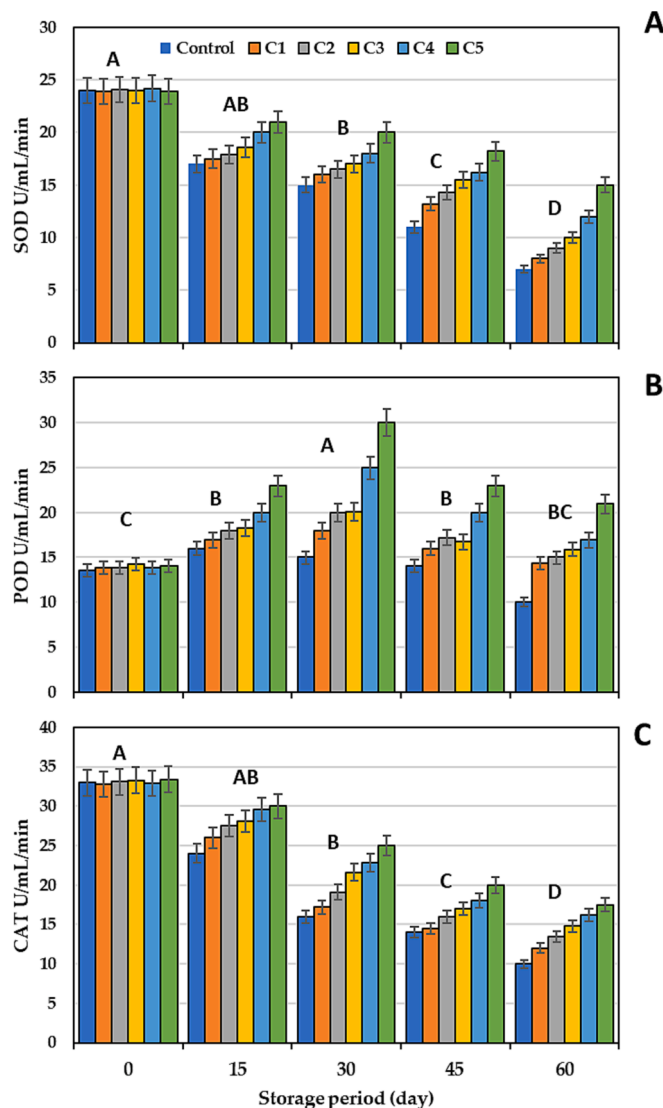 A
Control C1 C2 C3 C4 C5
SOD U/mL/min
30
25
20
15
10
5
0
A
AB
B
C
D
B
POD U/mL/min
35
30
25
20
15
10
5
0
C
B
A
B
BC
C
CAT U/mL/min
40
35
30
25
20
15
10
5
0
A
AB
B
C
D
0 15 30 45 60
Storage period (day)